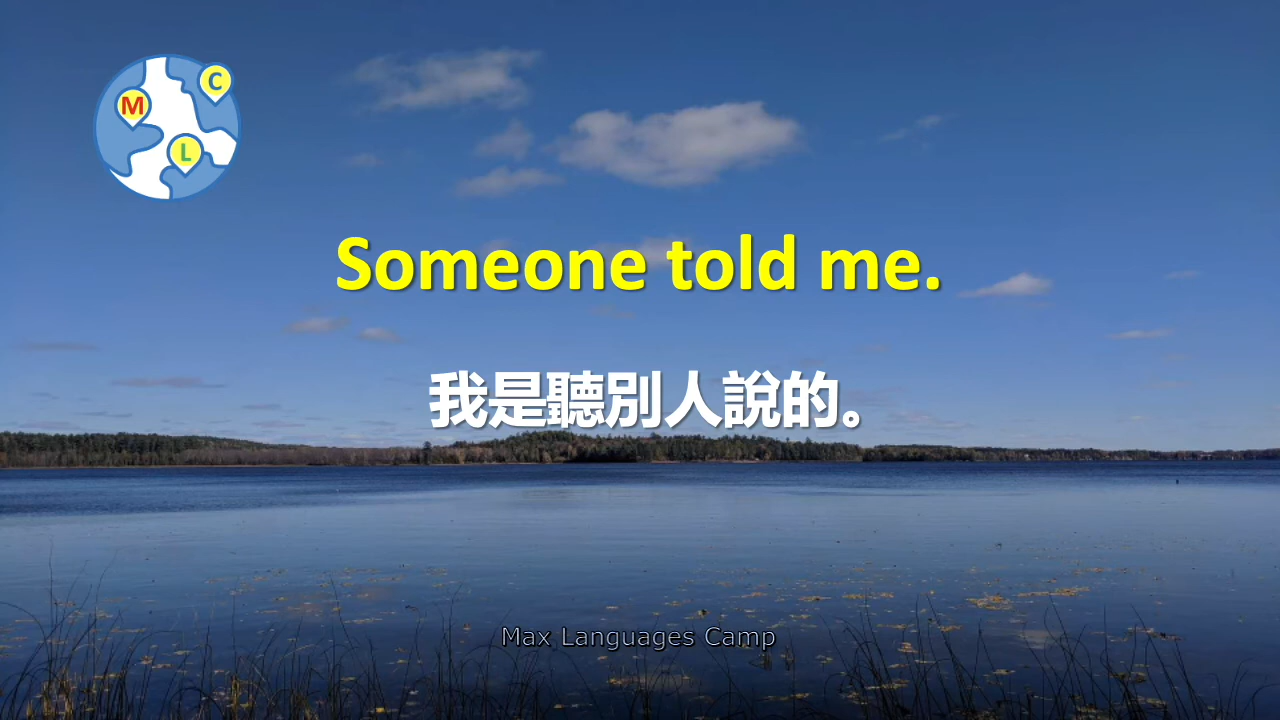 C
M
L
Someone told me.
我是聽別人說的。
Max Languages Camp